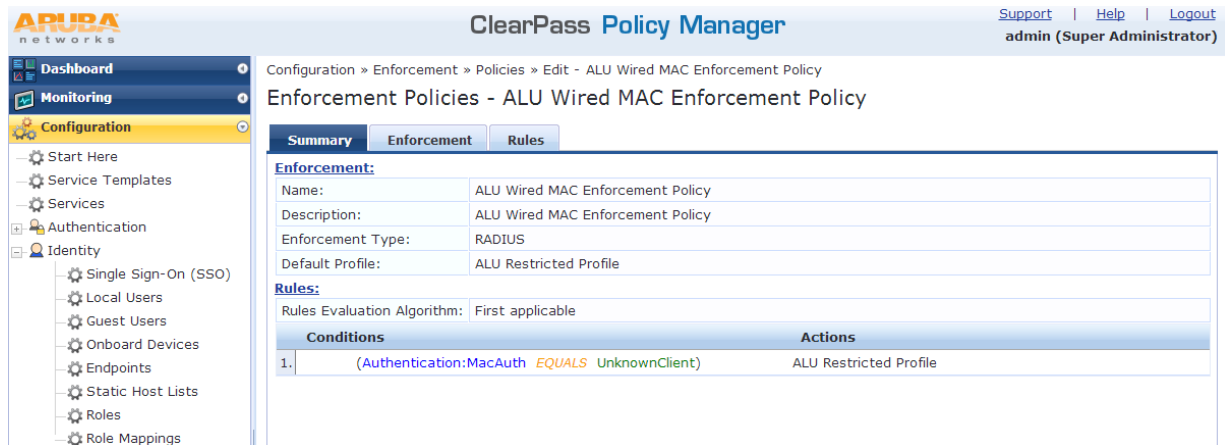 ARUBA
networks
ClearPass Policy Manager
Support | Help | Logout
admin (Super Administrator)
Dashboard
Monitoring
Configuration
Start Here
Service Templates
Services
Authentication
Identity
Single Sign-On (SSO)
Local Users
Guest Users
Onboard Devices
Endpoints
Static Host Lists
Roles
Role Mappings
Configuration » Enforcement » Policies » Edit - ALU Wired MAC Enforcement Policy
Enforcement Policies - ALU Wired MAC Enforcement Policy
Summary Enforcement Rules
Enforcement:
Name: ALU Wired MAC Enforcement Policy
Description: ALU Wired MAC Enforcement Policy
Enforcement Type: RADIUS
Default Profile: ALU Restricted Profile
Rules:
Rules Evaluation Algorithm: First applicable
Conditions Actions
1. (Authentication:MacAuth EQUALS UnknownClient) ALU Restricted Profile